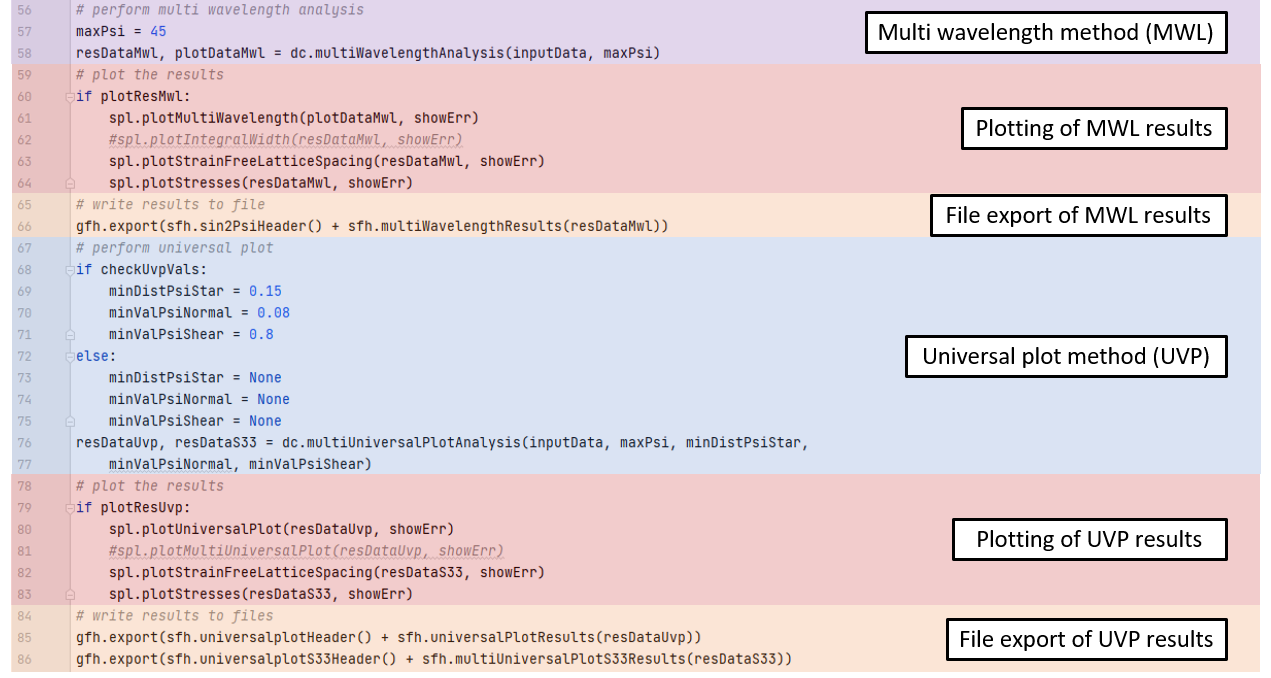 56 # perform multi wavelength analysis
57 maxPsi = 45
58 resDataMwl, plotDataMwl = dc.multiWavelengthAnalysis(inputData, maxPsi)
Multi wavelength method (MWL)
59 # plot the results
60 if plotResMwl:
61 spl.plotMultiWavelength(plotDataMwl, showErr)
62 #spl.plotIntegralWidth(resDataMwl, showErr)
63 spl.plotStrainFreeLatticeSpacing(resDataMwl, showErr)
64 spl.plotStresses(resDataMwl, showErr)
Plotting of MWL results
65 # write results to file
66 gfh.export(sfh.sin2PsiHeader() + sfh.multiWavelengthResults(resDataMwl))
File export of MWL results
67 # perform universal plot
68 if checkUvpVals:
69 minDistPsiStar = 0.15
70 minValPsiNormal = 0.08
71 minValPsiShear = 0.8
72 else:
73 minDistPsiStar = None
74 minValPsiNormal = None
75 minValPsiShear = None
76 resDataUvp, resDataS33 = dc.multiUniversalPlotAnalysis(inputData, maxPsi, minDistPsiStar,
77 minValPsiNormal, minValPsiShear)
Universal plot method (UVP)
78 # plot the results
79 if plotResUvp:
80 spl.plotUniversalPlot(resDataUvp, showErr)
81 #spl.plotMultiUniversalPlot(resDataUvp, showErr)
82 spl.plotStrainFreeLatticeSpacing(resDataS33, showErr)
83 spl.plotStresses(resDataS33, showErr)
Plotting of UVP results
84 # write results to files
85 gfh.export(sfh.universalplotHeader() + sfh.universalPlotResults(resDataUvp))
86 gfh.export(sfh.universalplotS33Header() + sfh.multiUniversalPlotS33Results(resDataS33))
File export of UVP results